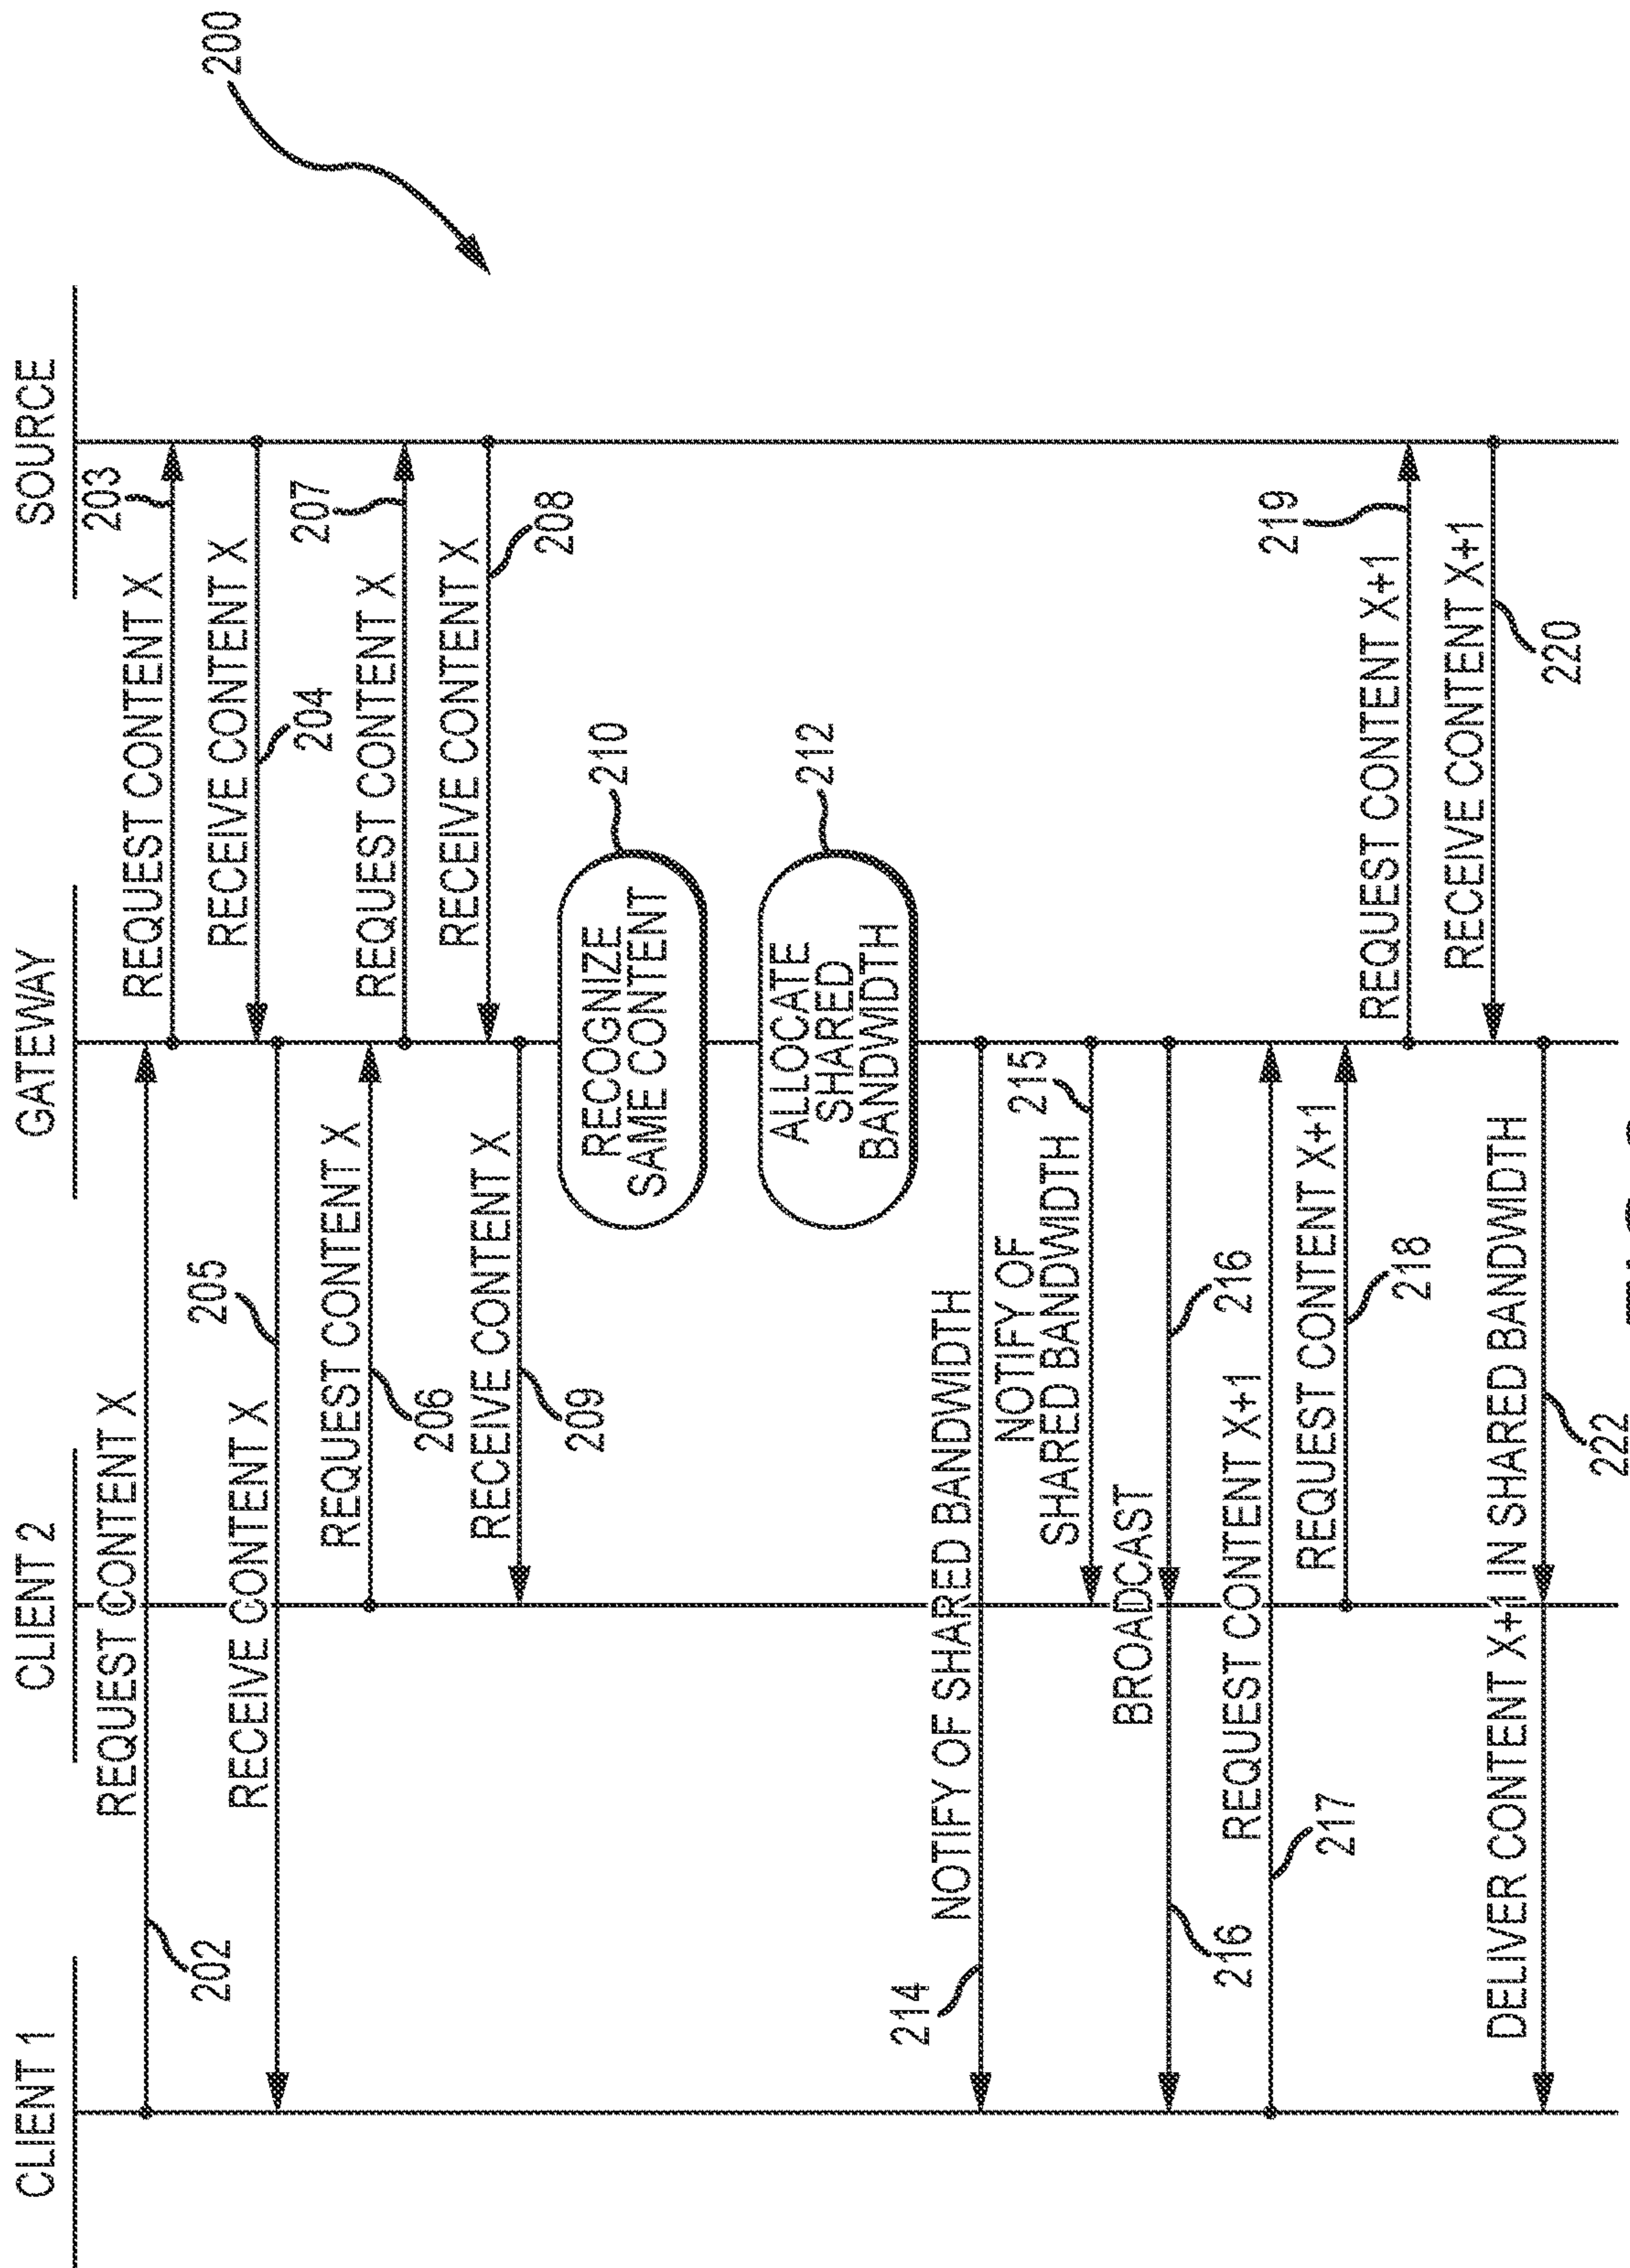 CLIENT 1
CLIENT 2
GATEWAY
SOURCE
200
REQUEST CONTENT X
202
REQUEST CONTENT X
203
RECEIVE CONTENT X
204
RECEIVE CONTENT X
205
REQUEST CONTENT X
206
REQUEST CONTENT X
207
RECEIVE CONTENT X
208
RECEIVE CONTENT X
209
RECOGNIZE
SAME CONTENT
210
ALLOCATE
SHARED
BANDWIDTH
212
NOTIFY OF SHARED BANDWIDTH
214
NOTIFY OF
SHARED BANDWIDTH
215
BROADCAST
216
216
REQUEST CONTENT X+1
217
REQUEST CONTENT X+1
218
REQUEST CONTENT X+1
219
RECEIVE CONTENT X+1
220
DELIVER CONTENT X+1 IN SHARED BANDWIDTH
222